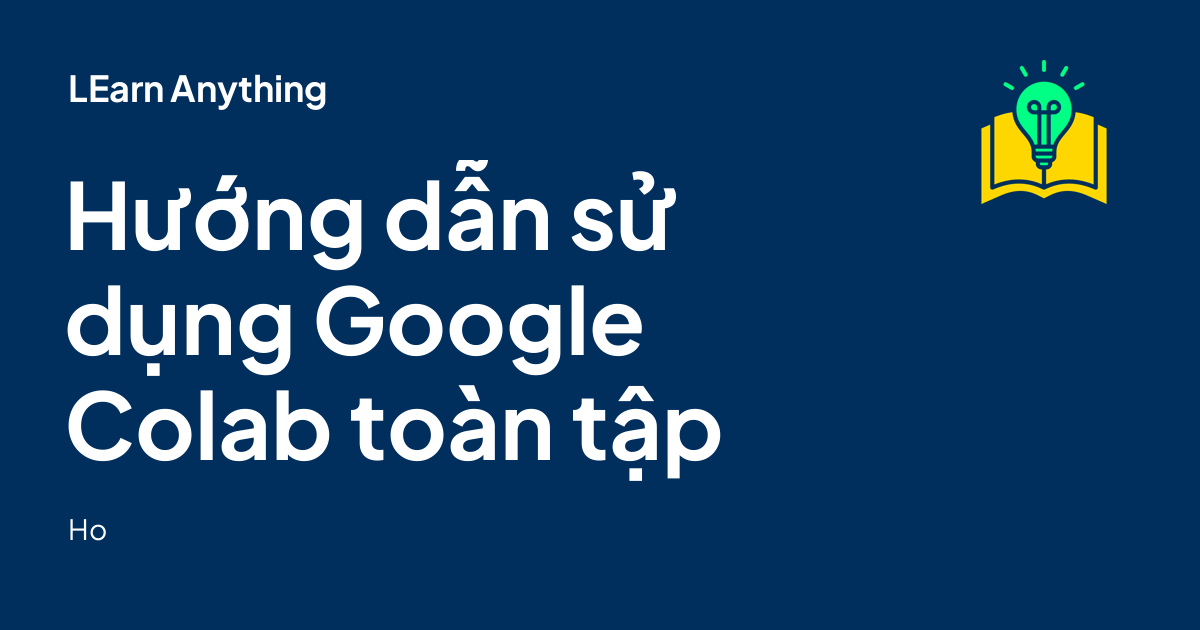 LEarn Anything
Hướng dẫn sử
dụng Google
Colab toàn tập
Ho